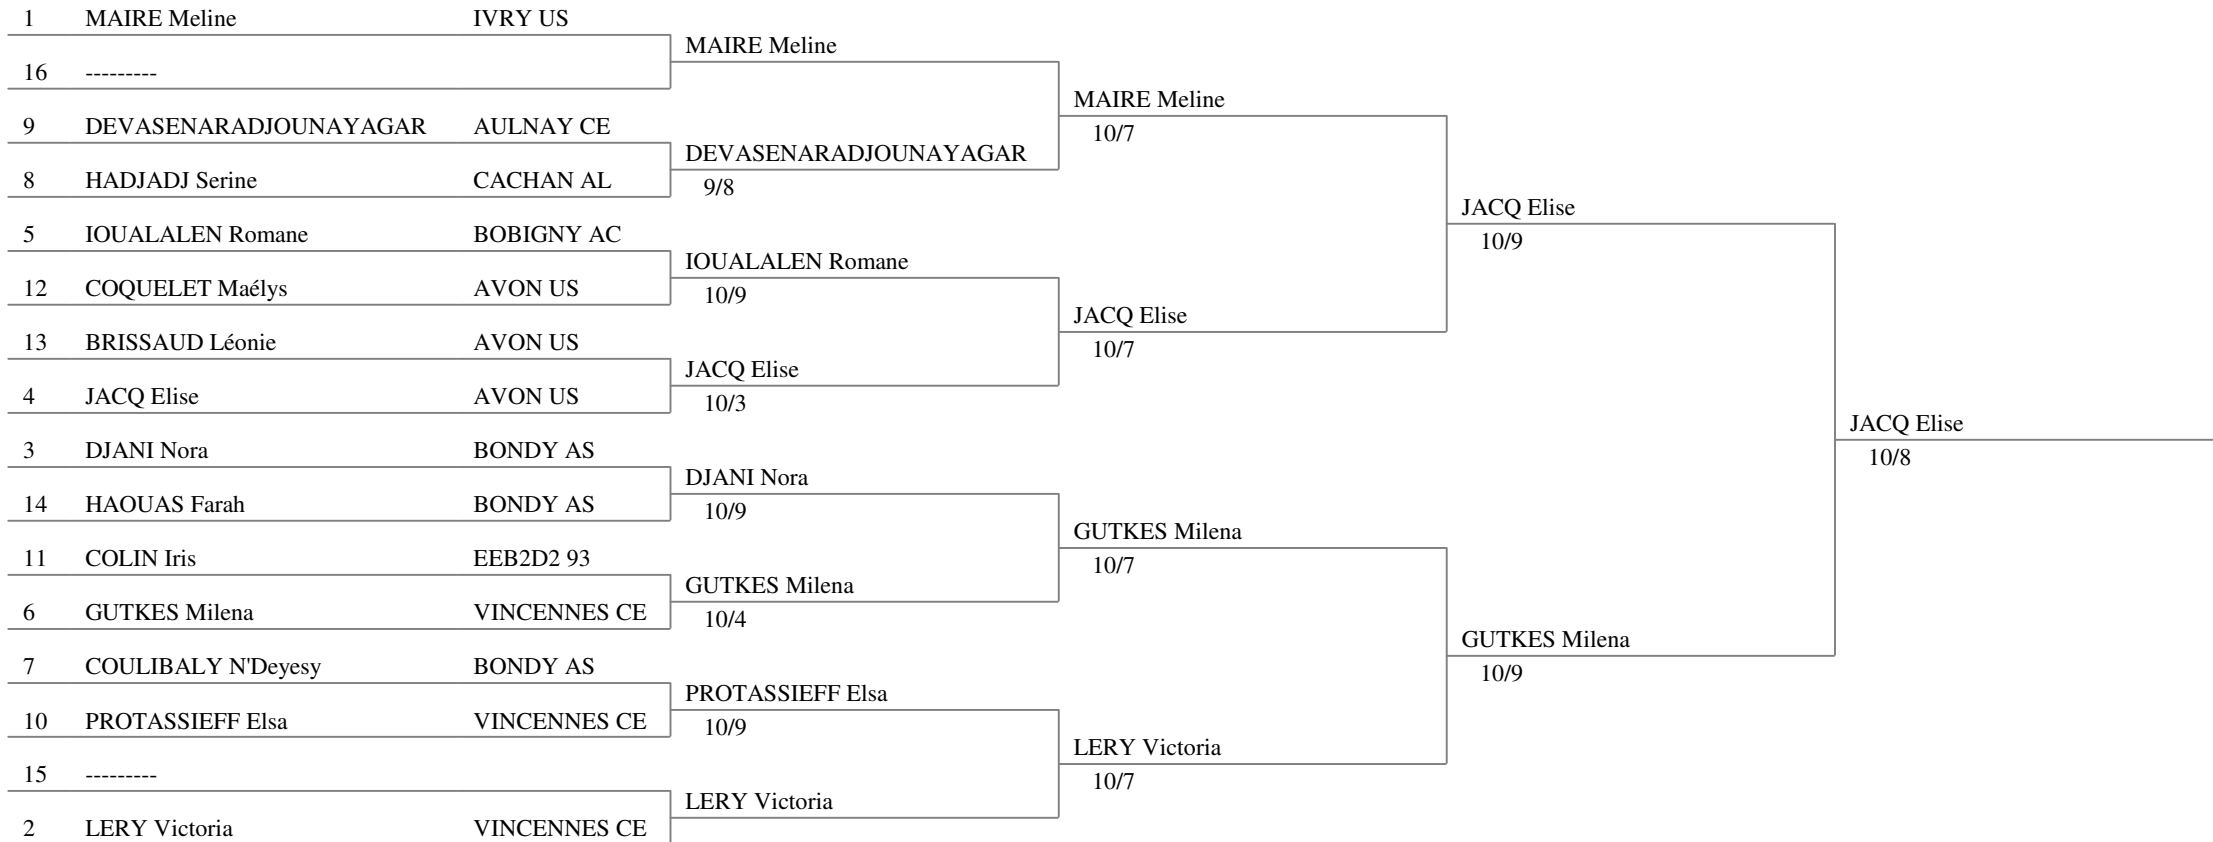 1 MAIRE Meline IVRY US
16 ---------
9 DEVASENARADJOUNAYAGAR AULNAY CE
8 HADJADJ Serine CACHAN AL
5 IOUALALEN Romane BOBIGNY AC
12 COQUELET Maélys AVON US
13 BRISSAUD Léonie AVON US
4 JACQ Elise AVON US
3 DJANI Nora BONDY AS
14 HAOUAS Farah BONDY AS
11 COLIN Iris EEB2D2 93
6 GUTKES Milena VINCENNES CE
7 COULIBALY N'Deyesy BONDY AS
10 PROTASSIEFF Elsa VINCENNES CE
15 ---------
2 LERY Victoria VINCENNES CE
MAIRE Meline
DEVASENARADJOUNAYAGAR
9/8
IOUALALEN Romane
10/9
JACQ Elise
10/3
DJANI Nora
10/9
GUTKES Milena
10/4
PROTASSIEFF Elsa
10/9
LERY Victoria
MAIRE Meline
10/7
JACQ Elise
10/7
GUTKES Milena
10/7
LERY Victoria
10/7
JACQ Elise
10/9
GUTKES Milena
10/9
JACQ Elise
10/8